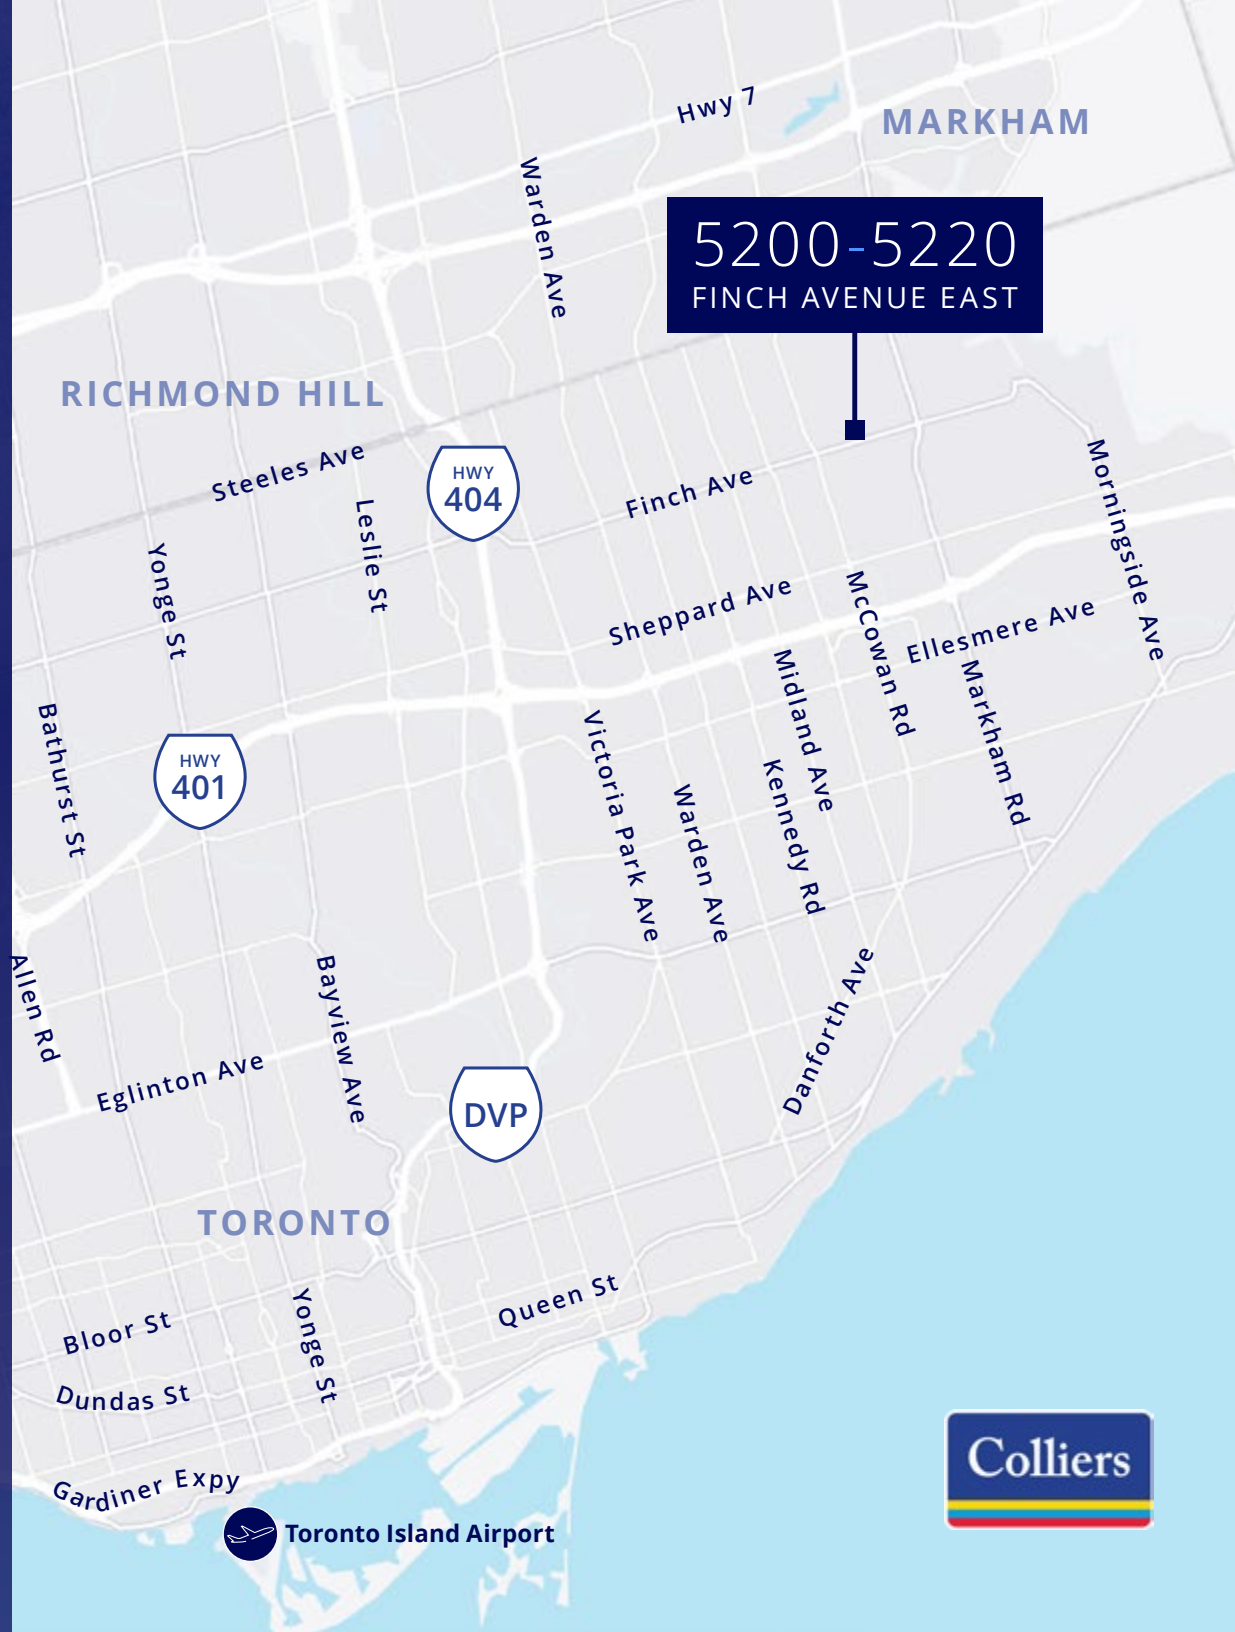 Hwy 7
MARKHAM
Warden Ave
5200-5220
FINCH AVENUE EAST
RICHMOND HILL
Steeles Ave
HWY
404
Leslie St
Finch Ave
Morningside Ave
Yonge St
Sheppard Ave
McCowan Rd
Ellesmere Ave
Midland Ave
Markham Rd
Bathurst St
HWY
401
Victoria Park Ave
Kennedy Rd
Warden Ave
Allen Rd
Bayview Ave
Danforth Ave
Eglinton Ave
DVP
TORONTO
Queen St
Yonge St
Bloor St
Dundas St
Gardiner Expy
Toronto Island Airport
Colliers